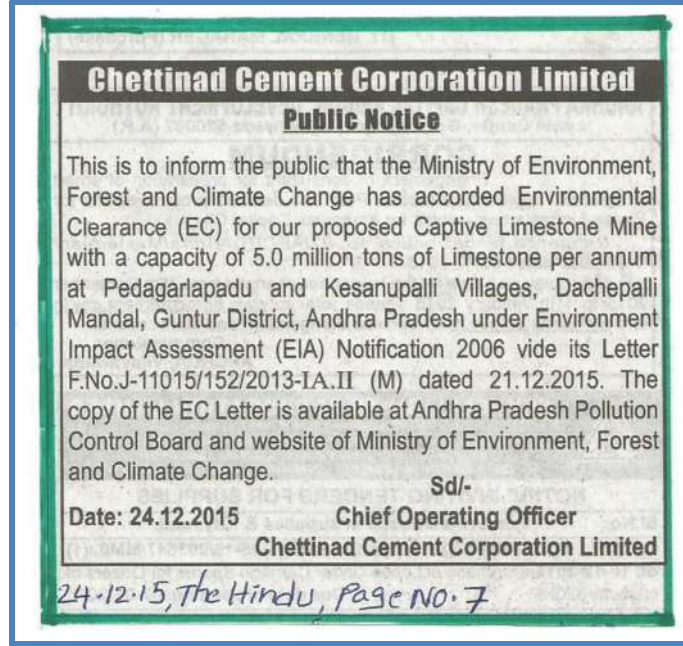 Chettinad Cement Corporation Limited
Public Notice
This is to inform the public that the Ministry of Environment,
Forest and Climate Change has accorded Environmental
Clearance (EC) for our proposed Captive Limestone Mine
with a capacity of 5.0 million tons of Limestone per annum
at Pedagarlapadu and Kesanupalli Villages, Dachepalli
Mandal, Guntur District, Andhra Pradesh under Environment
Impact Assessment (EIA) Notification 2006 vide its Letter
F.No.J-11015/152/2013-IA.II (M) dated 21.12.2015. The
copy of the EC Letter is available at Andhra Pradesh Pollution
Control Board and website of Ministry of Environment, Forest
and Climate Change.
Sd/-
Date: 24.12.2015 Chief Operating Officer
Chettinad Cement Corporation Limited
24.12.15, The Hindu, Page No. 7